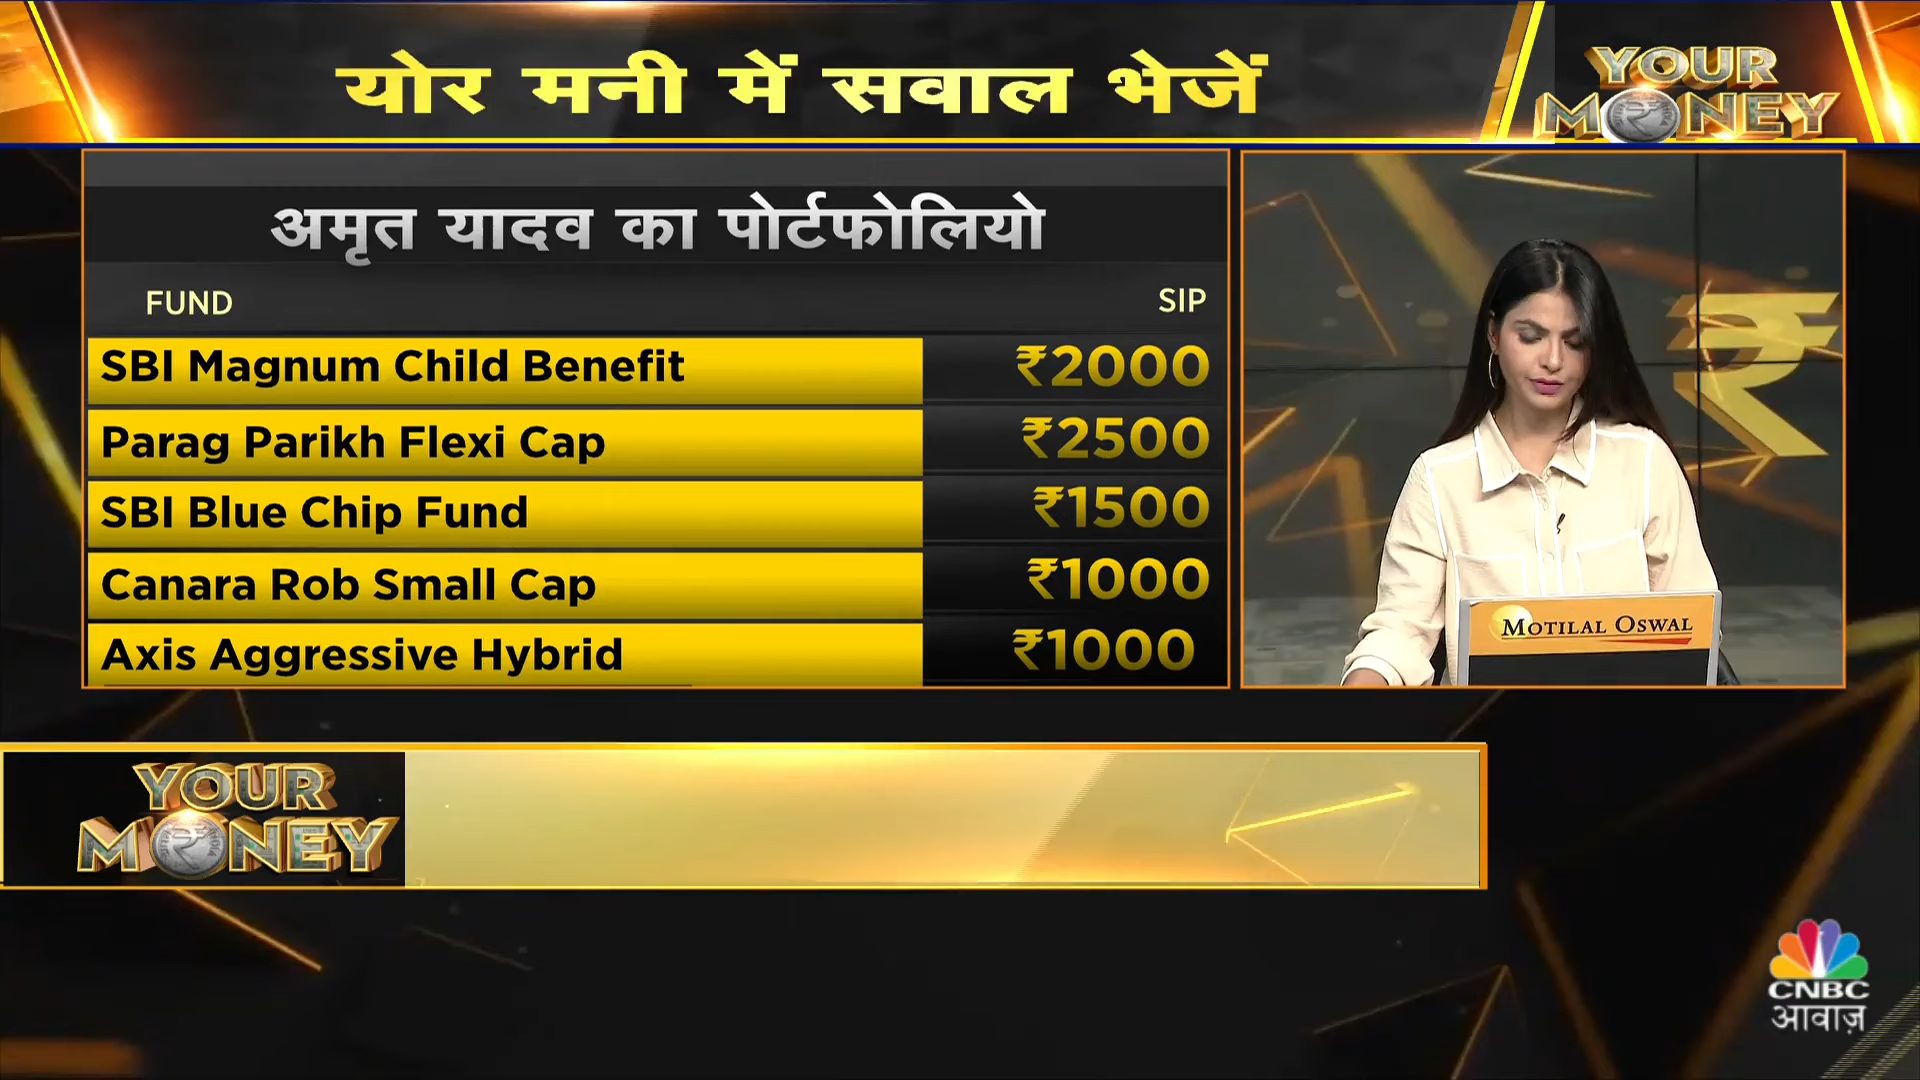 योर मनी में सवाल भेजें
YOUR
MONEY
अमृत यादव का पोर्टफोलियो
FUND SIP
SBI Magnum Child Benefit ₹2000
Parag Parikh Flexi Cap ₹2500
SBI Blue Chip Fund ₹1500
Canara Rob Small Cap ₹1000
Axis Aggressive Hybrid ₹1000
MOTILAL OSWAL
YOUR
MONEY
CNBC
आवाज़